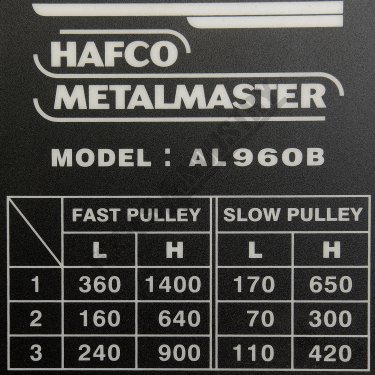 HAFCO
METALMASTER
MODEL : AL960B
FAST PULLEY SLOW PULLEY
L H L H
1 360 1400 170 650
2 160 640 70 300
3 240 900 110 420